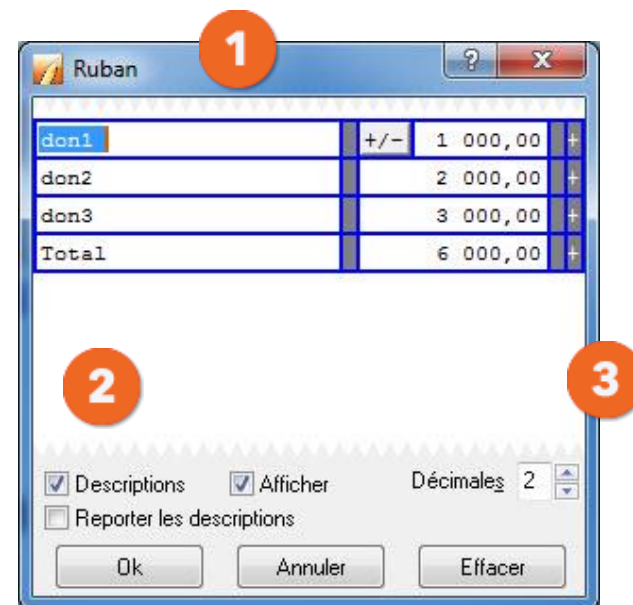 1
Ruban
?
X
don1 +/- 1 000,00 +
don2 2 000,00 +
don3 3 000,00 +
Total 6 000,00 +
2
3
Descriptions Afficher Décimales 2
Reporter les descriptions
Ok Annuler Effacer